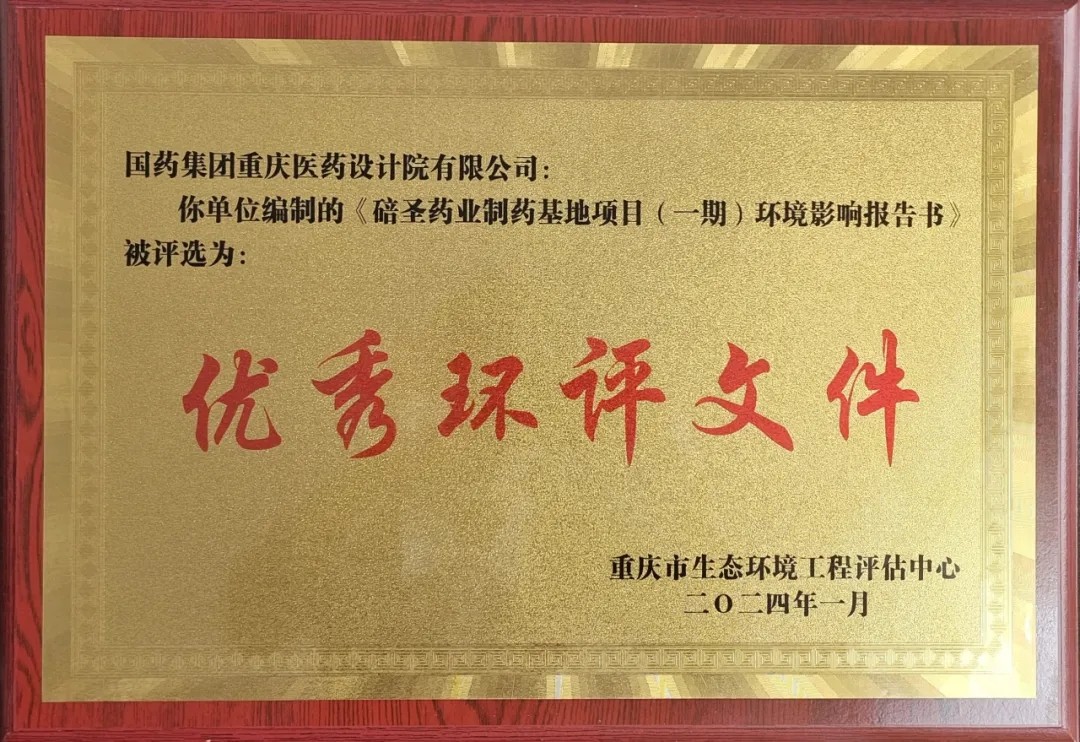 国药集团重庆医药设计院有限公司：
你单位编制的《碚圣药业制药基地项目（一期）环境影响报告书》
被评选为：
优秀环评文件
重庆市生态环境工程评估中心
二〇二四年一月